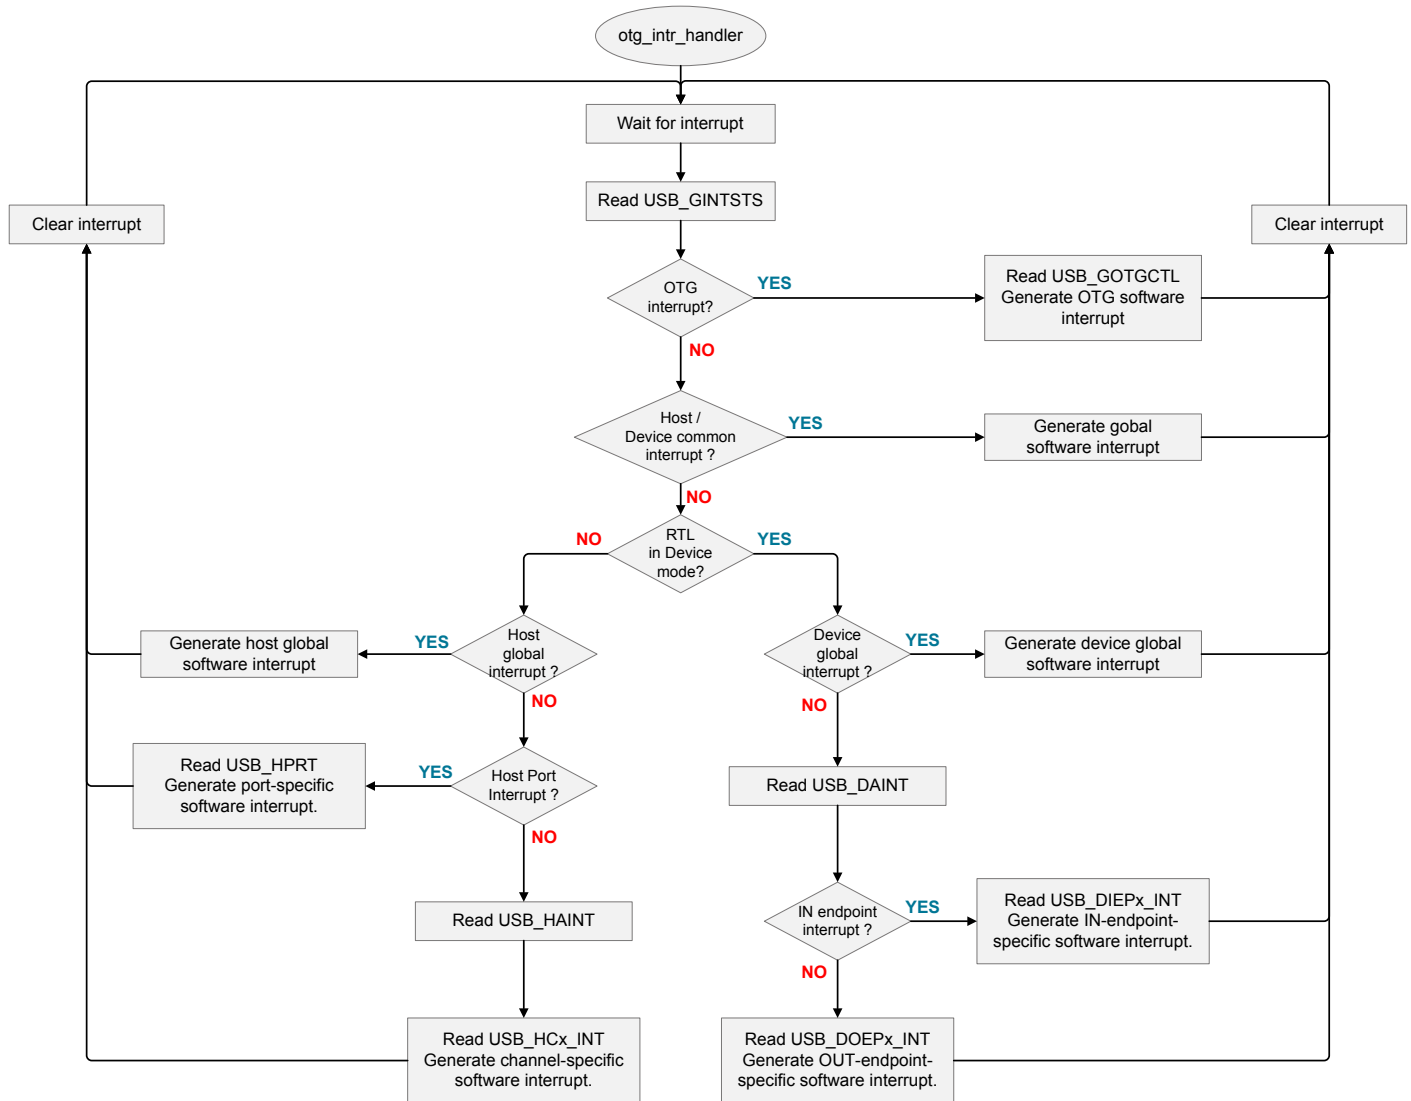 otg_intr_handler
Wait for interrupt
Read USB_GINTSTS
Clear interrupt
Clear interrupt
OTG
interrupt?
YES
Read USB_GOTGCTL
Generate OTG software
interrupt
NO
Host /
Device common
interrupt ?
YES
Generate gobal
software interrupt
NO
RTL
in Device
mode?
NO
YES
Host
global
interrupt ?
YES
Generate host global
software interrupt
NO
Device
global
interrupt ?
YES
Generate device global
software interrupt
NO
Host Port
Interrupt ?
YES
Read USB_HPRT
Generate port-specific
software interrupt.
NO
Read USB_DAINT
Read USB_HAINT
IN endpoint
interrupt ?
YES
Read USB_DIEPx_INT
Generate IN-endpoint-
specific software interrupt.
NO
Read USB_HCx_INT
Generate channel-specific
software interrupt.
Read USB_DOEPx_INT
Generate OUT-endpoint-
specific software interrupt.